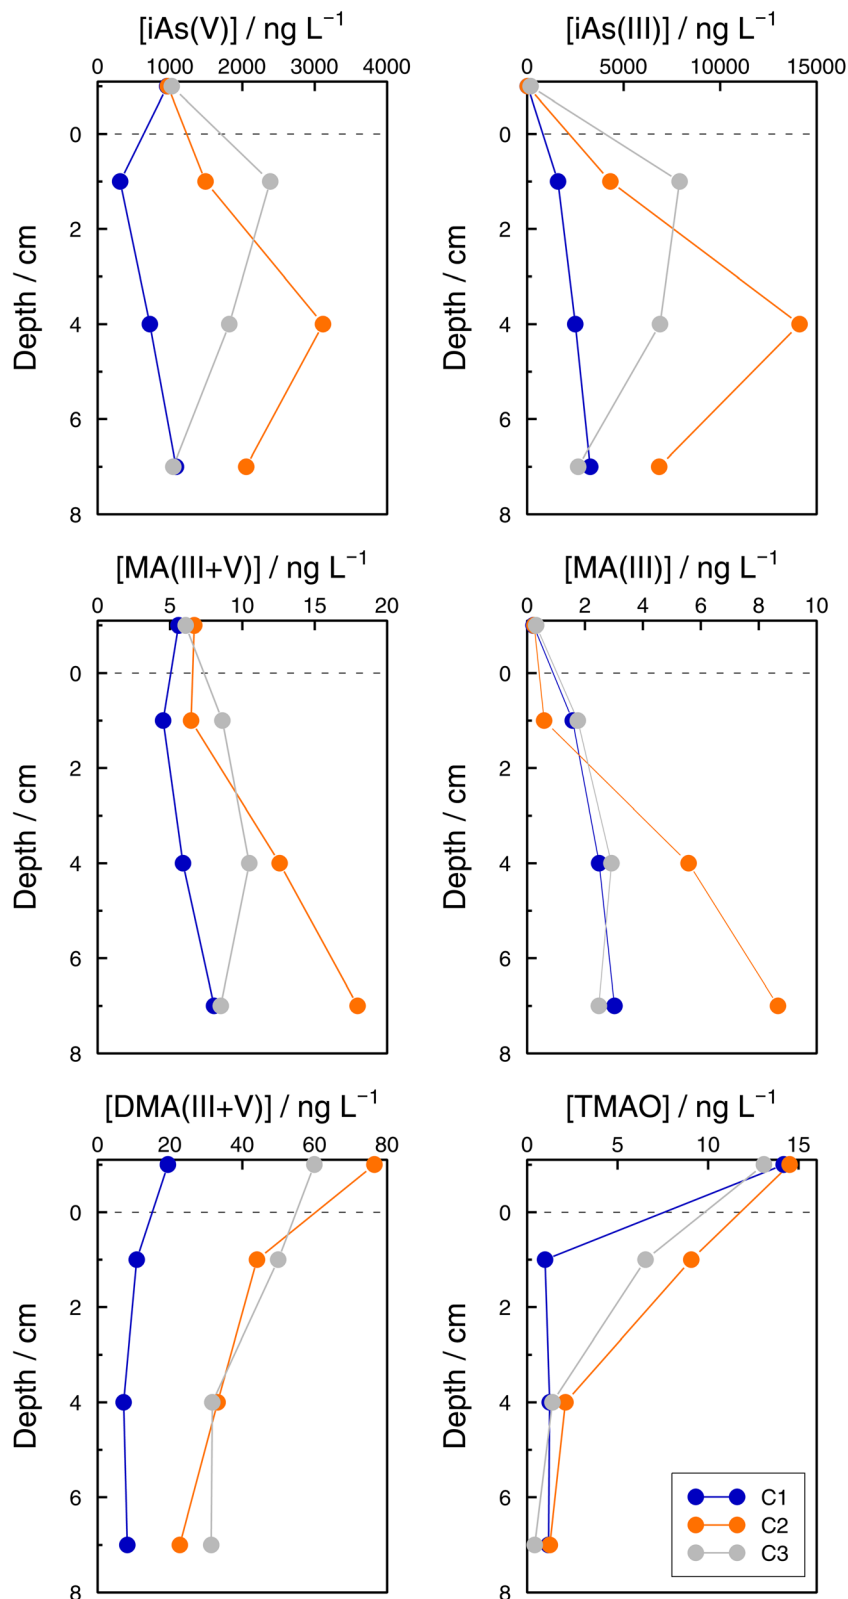 [iAs(V)] / ng L⁻¹
0 1000 2000 3000 4000
0
2
4
6
8
Depth / cm
[iAs(III)] / ng L⁻¹
0 5000 10000 15000
0
2
4
6
8
Depth / cm
[MA(III+V)] / ng L⁻¹
0 5 10 15 20
0
2
4
6
8
Depth / cm
[MA(III)] / ng L⁻¹
0 2 4 6 8 10
0
2
4
6
8
Depth / cm
[DMA(III+V)] / ng L⁻¹
0 20 40 60 80
0
2
4
6
8
Depth / cm
[TMAO] / ng L⁻¹
0 5 10 15
0
2
4
6
8
Depth / cm
C1
C2
C3